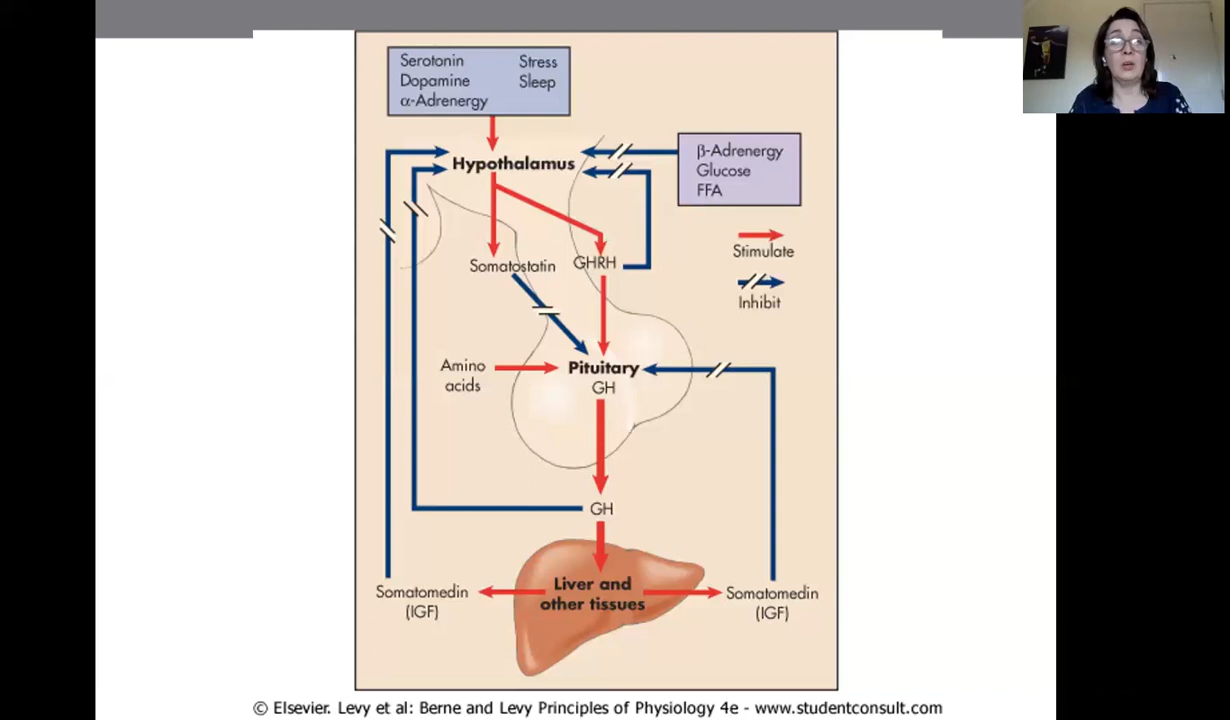 Serotonin Stress
Dopamine Sleep
α-Adrenergy
Hypothalamus
β-Adrenergy
Glucose
FFA
Stimulate
Inhibit
Somatostatin
GHRH
Amino
acids
Pituitary
GH
GH
Liver and
other tissues
Somatomedin
(IGF)
Somatomedin
(IGF)
© Elsevier. Levy et al: Berne and Levy Principles of Physiology 4e - www.studentconsult.com